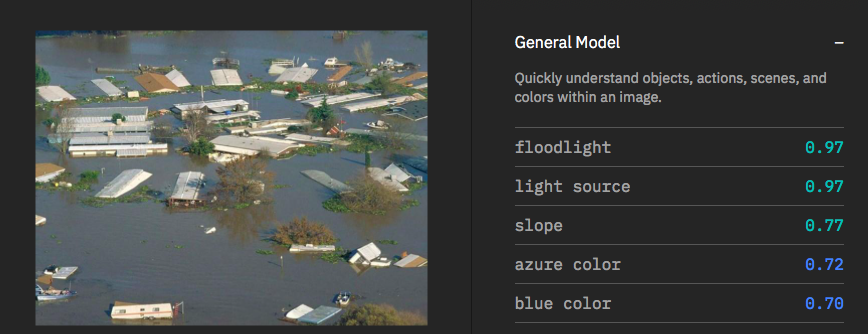 General Model –
Quickly understand objects, actions, scenes, and
colors within an image.
floodlight 0.97
light source 0.97
slope 0.77
azure color 0.72
blue color 0.70